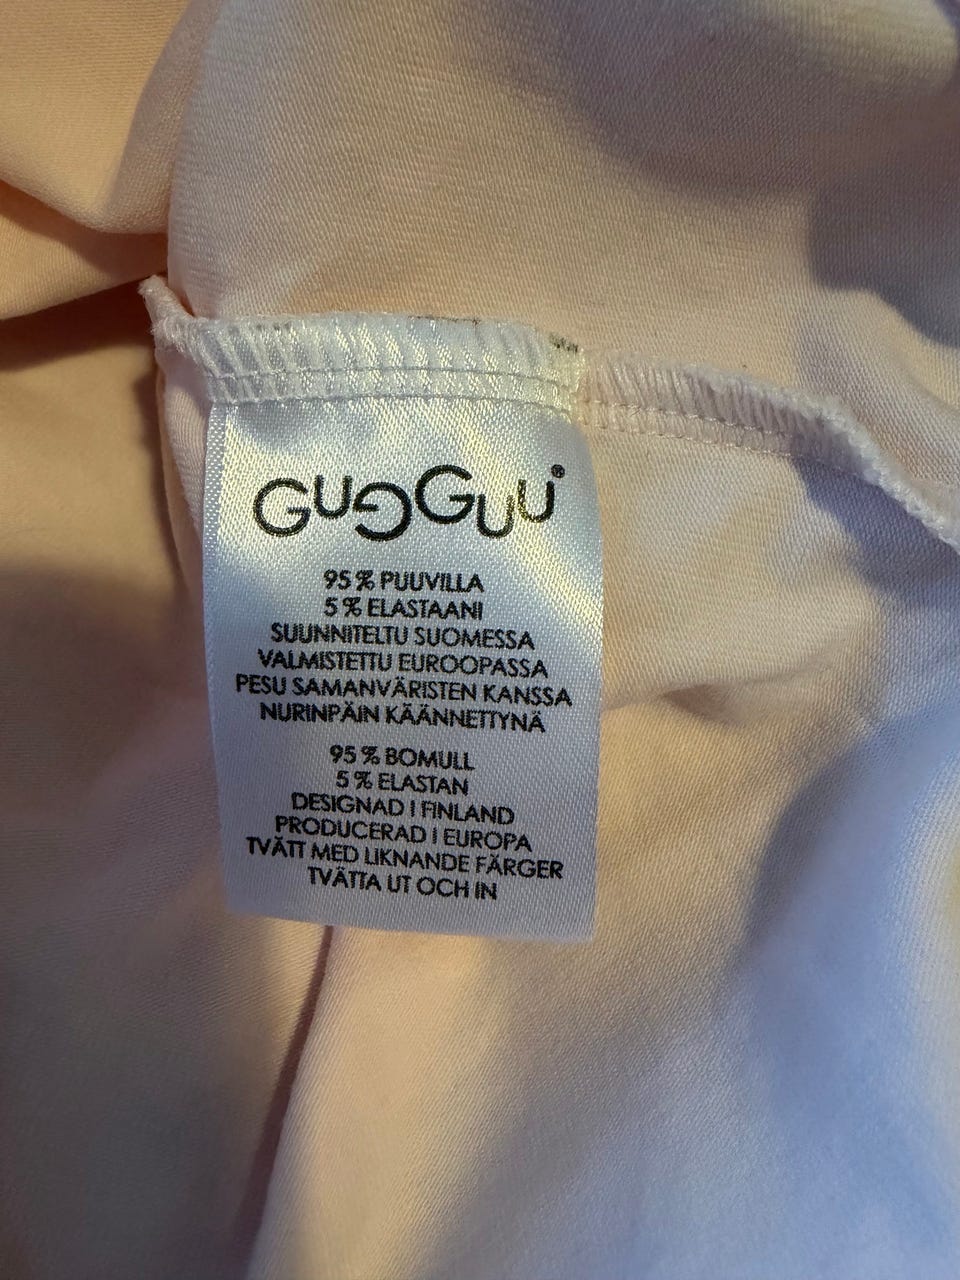 GUGGUU®
95 % PUUVILLA
5 % ELASTAANI
SUUNNITELTU SUOMESSA
VALMISTETTU EUROOPASSA
PESU SAMANVÄRISTEN KANSSA
NURINPÄIN KÄÄNNETTYNÄ
95 % BOMULL
5 % ELASTAN
DESIGNAD I FINLAND
PRODUCERAD I EUROPA
TVÄTT MED LIKNANDE FÄRGER
TVÄTTA UT OCH IN